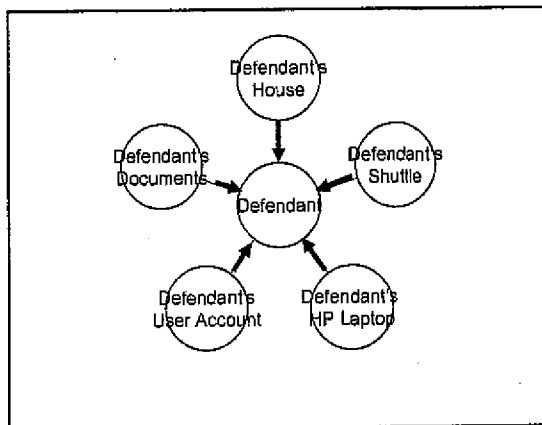 Defendant's
House
Defendant's
Documents
Defendant's
Shuttle
Defendant
Defendant's
User Account
Defendant's
HP Laptop